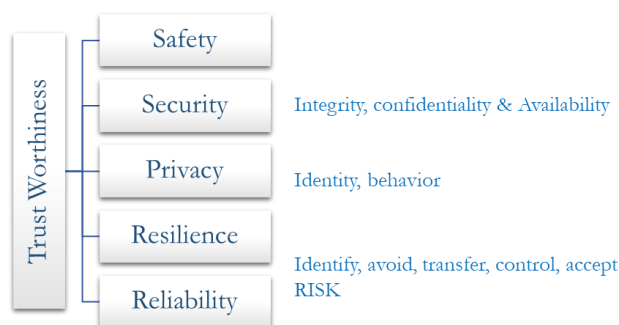 Trust Worthiness
Safety
Security
Integrity, confidentiality & Availability
Privacy
Identity, behavior
Resilience
Identify, avoid, transfer, control, accept
RISK
Reliability